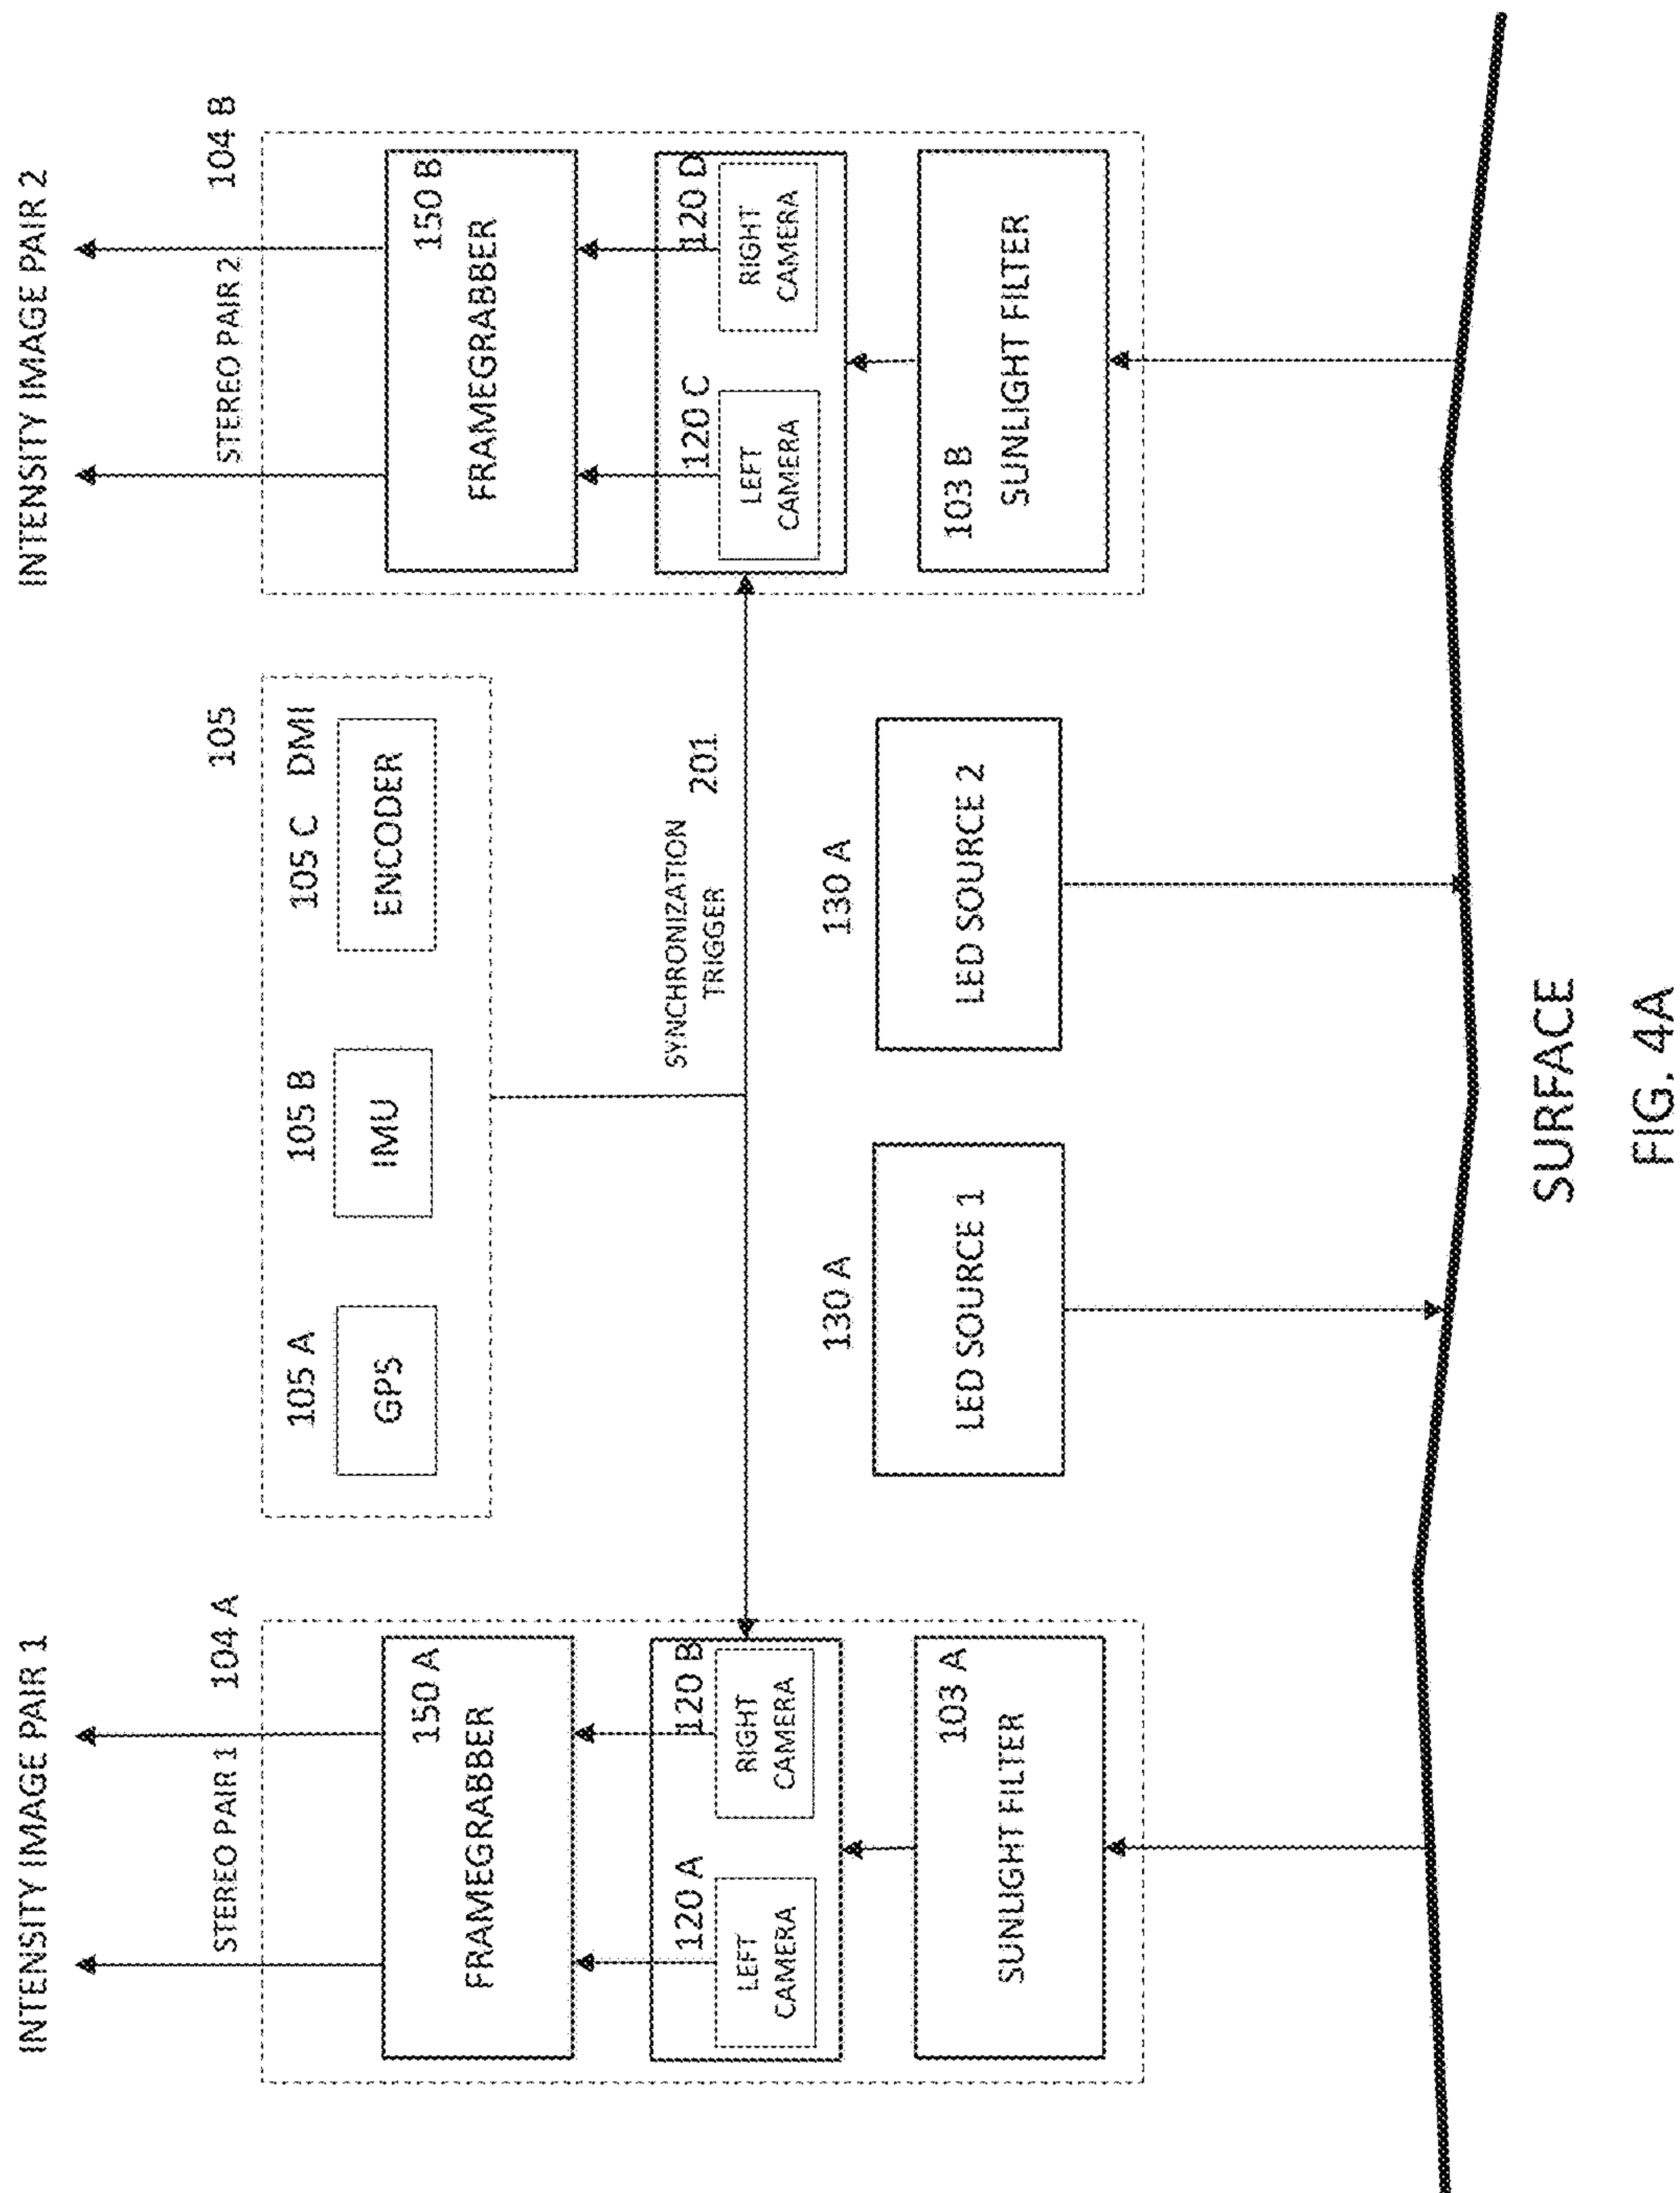 INTENSITY IMAGE PAIR 1
INTENSITY IMAGE PAIR 2
STEREO PAIR 1
104 A
105
STEREO PAIR 2
104 B
150 A
FRAMEGRABBER
105 A
GPS
105 B
IMU
105 C DMI
ENCODER
150 B
FRAMEGRABBER
120 A
LEFT
CAMERA
120 B
RIGHT
CAMERA
SYNCHRONIZATION
TRIGGER
201
120 C
LEFT
CAMERA
120 D
RIGHT
CAMERA
103 A
SUNLIGHT FILTER
130 A
LED SOURCE 1
130 A
LED SOURCE 2
103 B
SUNLIGHT FILTER
SURFACE
FIG. 4A